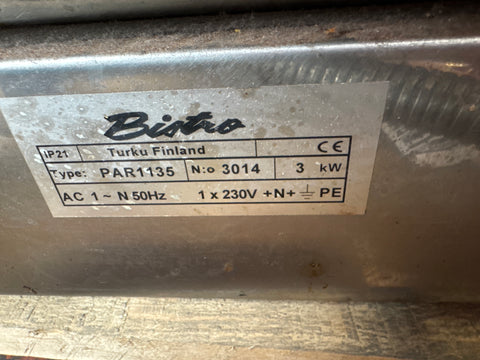 Bistro
IP21 Turku Finland CE
Type: PAR1135 N:o 3014 3 kW
AC 1 ~ N 50Hz 1 x 230V +N+ ⏚ PE